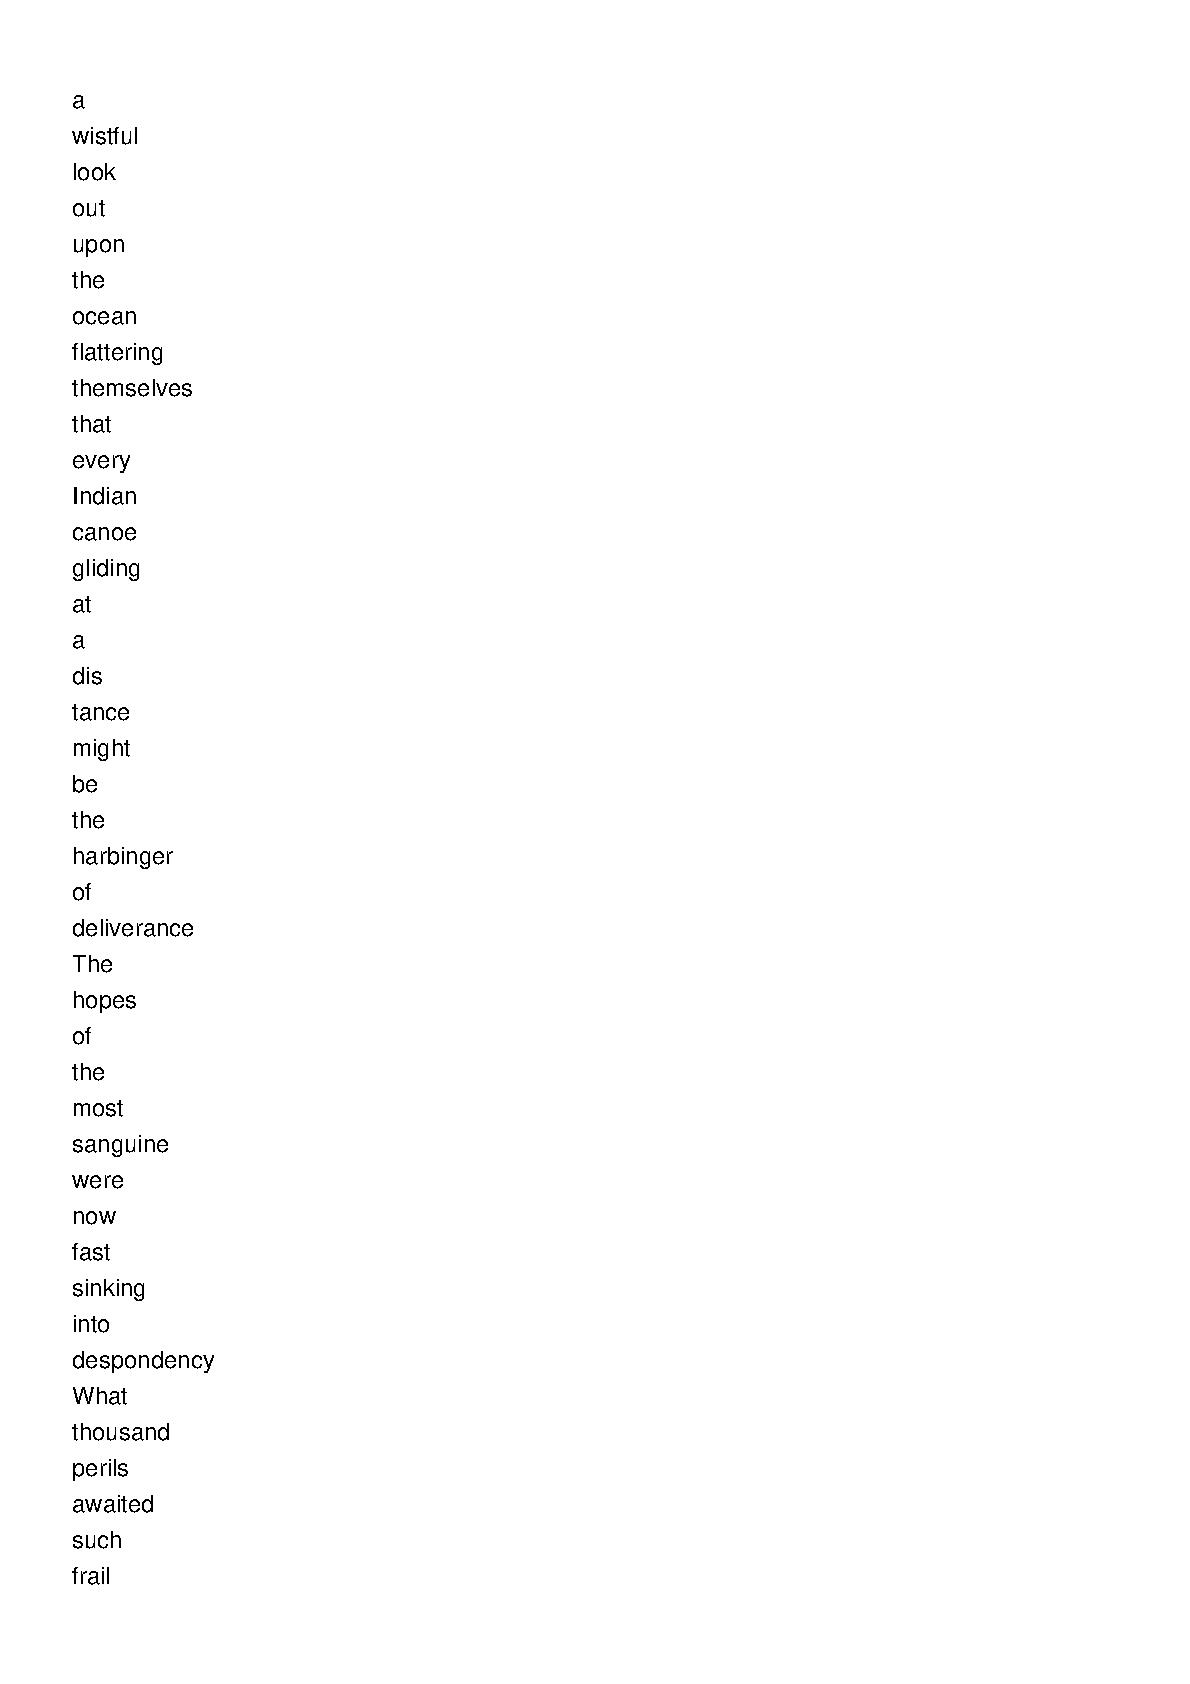 a
wistful
look
out
upon
the
ocean
flattering
themselves
that
every
Indian
canoe
gliding
at
a
dis
tance
might
be
the
harbinger
of
deliverance
The
hopes
of
the
most
sanguine
were
now
fast
sinking
into
despondency
What
thousand
perils
awaited
such
frail